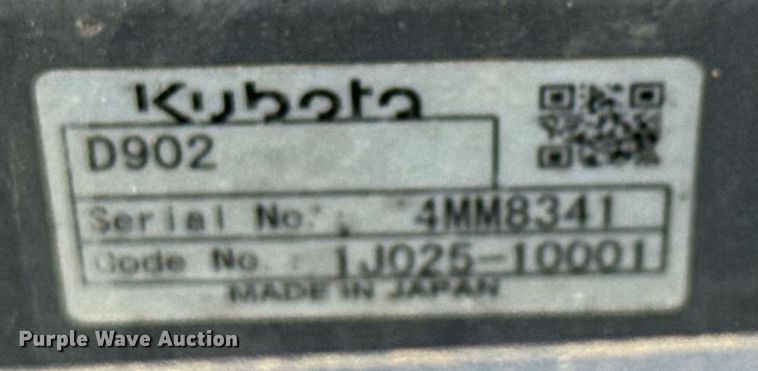 Kubota
D902
Serial No. : 4MM8341
Code No. : 1J025-10001
MADE IN JAPAN
Purple Wave Auction